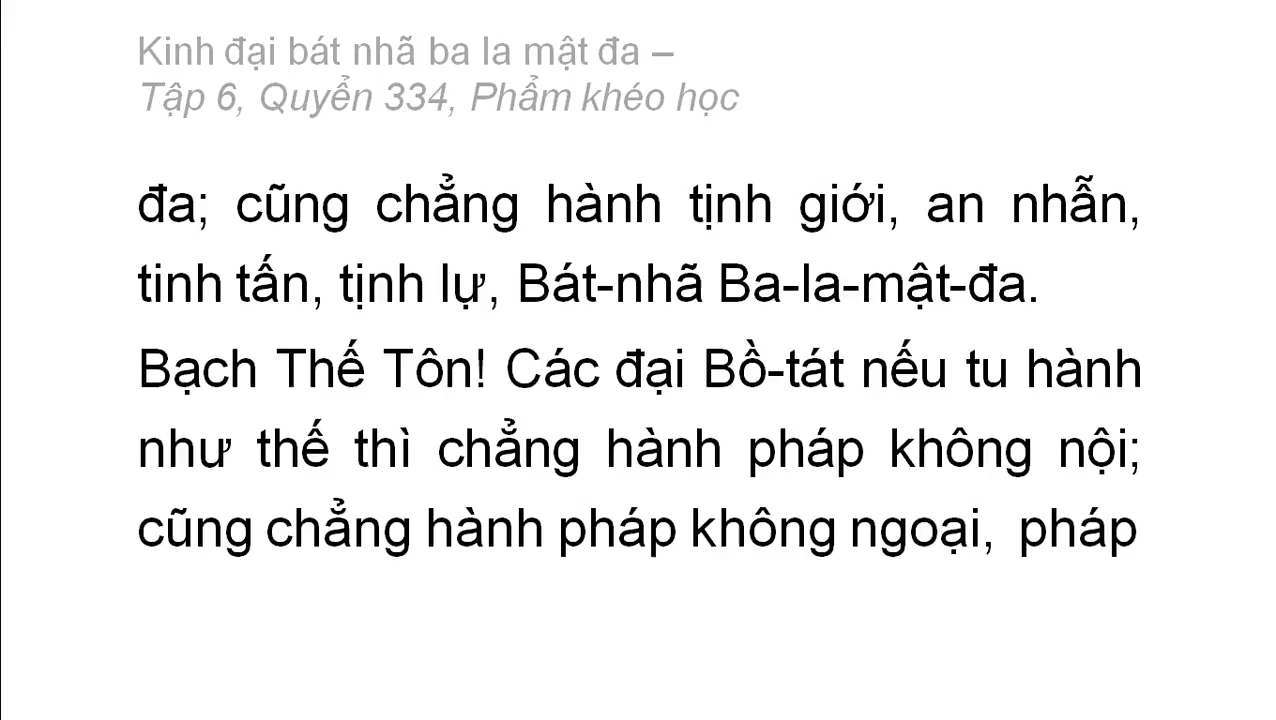 Kinh đại bát nhã ba la mật đa –
Tập 6, Quyển 334, Phẩm khéo học
đa; cũng chẳng hành tịnh giới, an nhẫn,
tinh tấn, tịnh lự, Bát-nhã Ba-la-mật-đa.
Bạch Thế Tôn! Các đại Bồ-tát nếu tu hành
như thế thì chẳng hành pháp không nội;
cũng chẳng hành pháp không ngoại, pháp